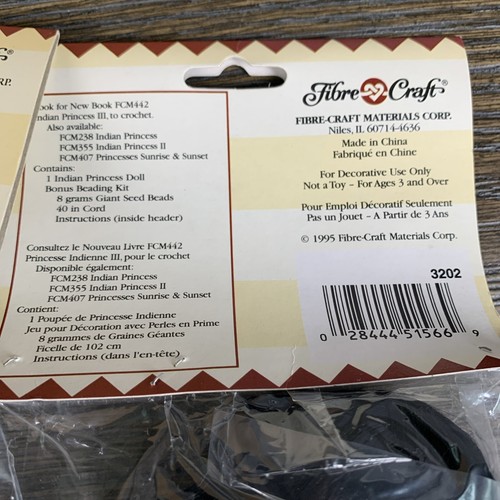 ook for New Book FCM442
Indian Princess III, to crochet.
Also available:
FCM238 Indian Princess
FCM355 Indian Princess II
FCM407 Princesses Sunrise & Sunset
Contains:
1 Indian Princess Doll
Bonus Beading Kit
8 grams Giant Seed Beads
40 in Cord
Instructions (inside header)
Consultez le Nouveau Livre FCM442
Princesse Indienne III, pour le crochet
Disponible également:
FCM238 Indian Princess
FCM355 Indian Princess II
FCM407 Princesses Sunrise & Sunset
Contient:
1 Poupée de Princesse Indienne
Jeu pour Décoration avec Perles en Prime
8 grammes de Graines Géantes
Ficelle de 102 cm
Instructions (dans l'en-tête)
Fibre Craft®
FIBRE-CRAFT MATERIALS CORP.
Niles, IL 60714-4636
Made in China
Fabriqué en Chine
For Decorative Use Only
Not a Toy – For Ages 3 and Over
Pour Emploi Décoratif Seulement
Pas un Jouet – A Partir de 3 Ans
© 1995 Fibre-Craft Materials Corp.
3202
0 28444 51566 9